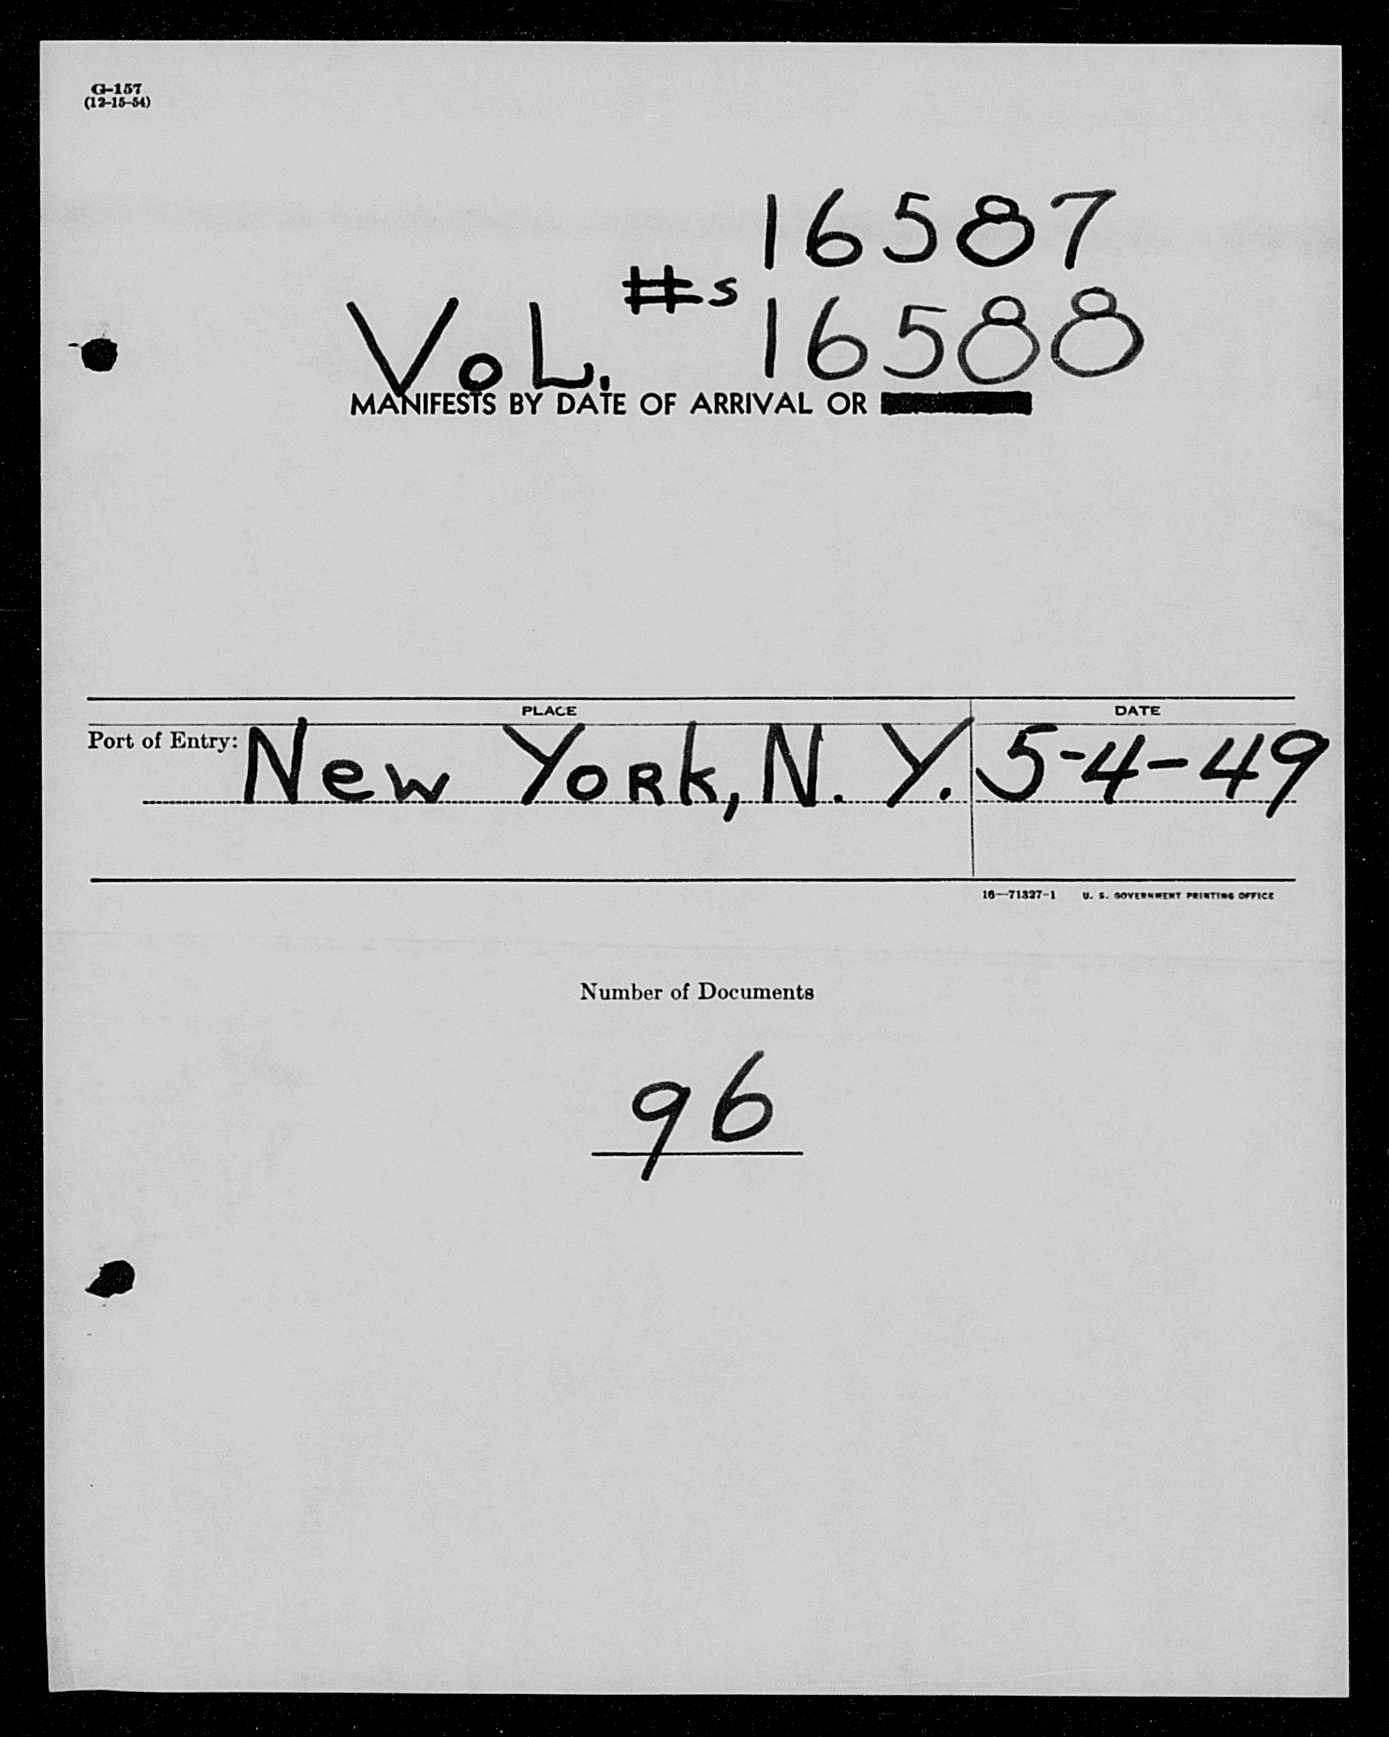 G-157
(12-15-54)
16587
VOL. #s 16588
MANIFESTS BY DATE OF ARRIVAL OR
PLACE DATE
Port of Entry: New York, N. Y. 5-4-49
16—71327-1 U. S. GOVERNMENT PRINTING OFFICE
Number of Documents
96